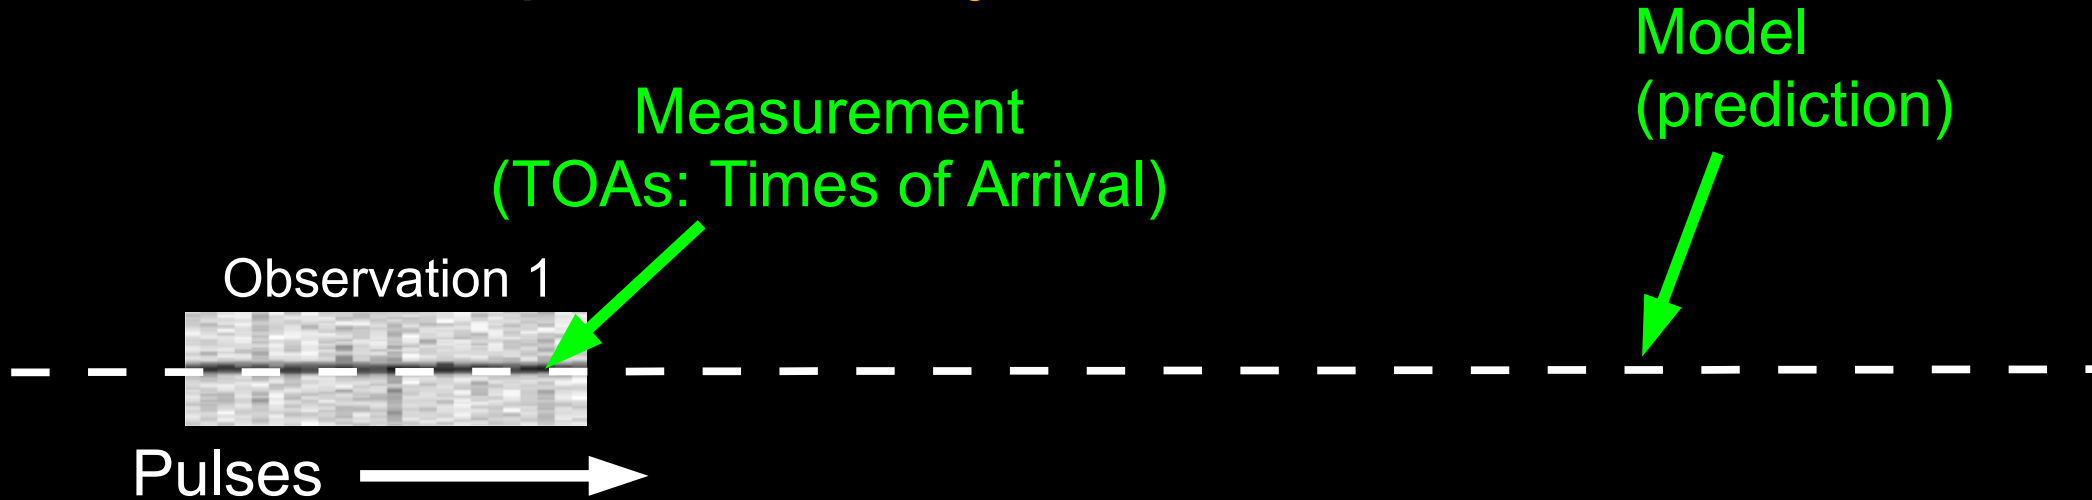 Model
(prediction)
Measurement
(TOAs: Times of Arrival)
Observation 1
Pulses